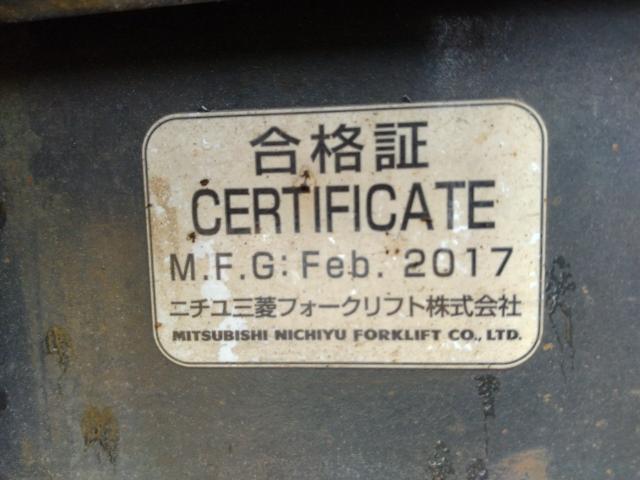 合格証
CERTIFICATE
M.F.G: Feb. 2017
ニチユ三菱フォークリフト株式会社
MITSUBISHI NICHIYU FORKLIFT CO., LTD.